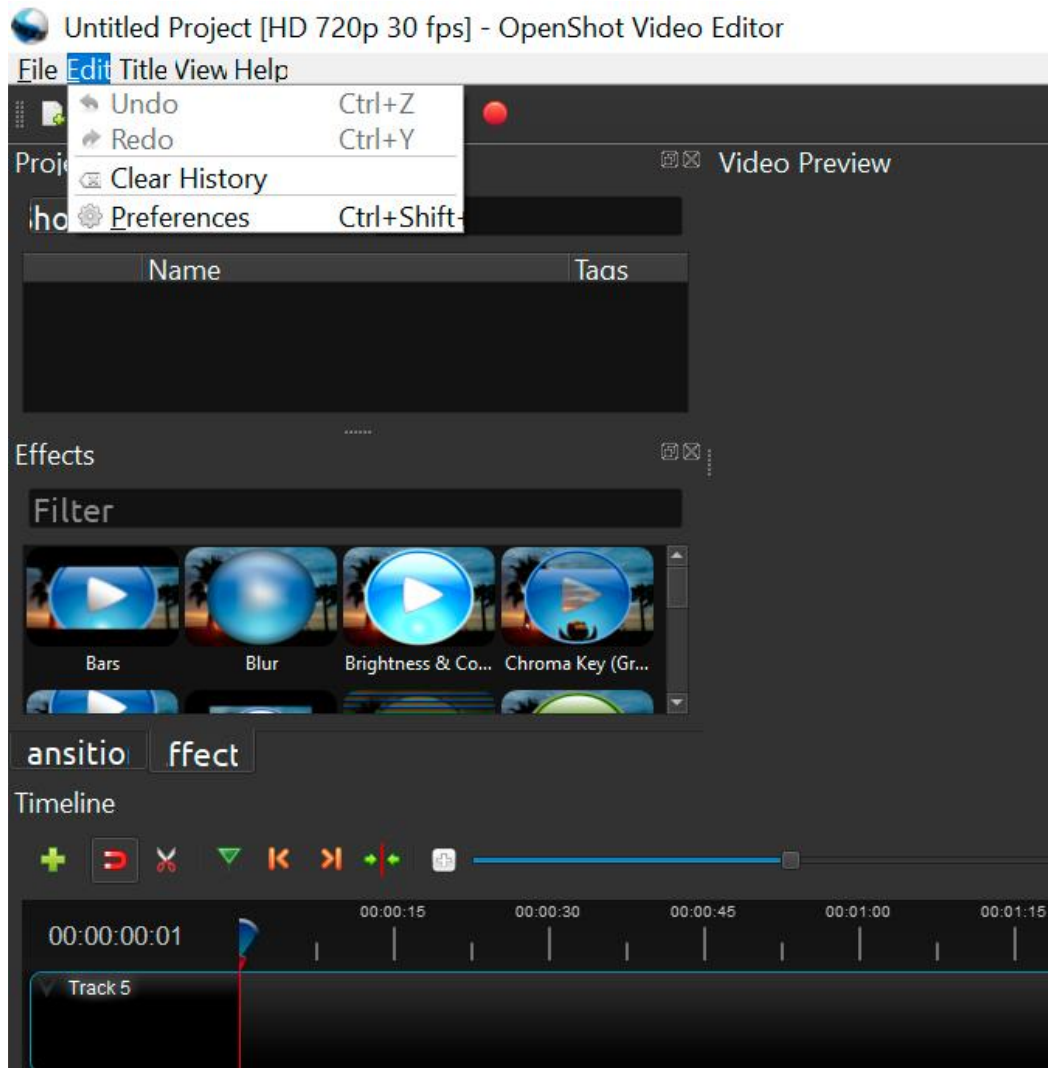 Untitled Project [HD 720p 30 fps] - OpenShot Video Editor
File Edit Title View Help
Undo Ctrl+Z
Redo Ctrl+Y
Clear History
Preferences Ctrl+Shift+
Proje
Video Preview
Sho
Name Tags
Effects
Filter
Bars Blur Brightness & Co... Chroma Key (Gr...
ansitio ffect
Timeline
00:00:15 00:00:30 00:00:45 00:01:00 00:01:15
00:00:00:01
Track 5